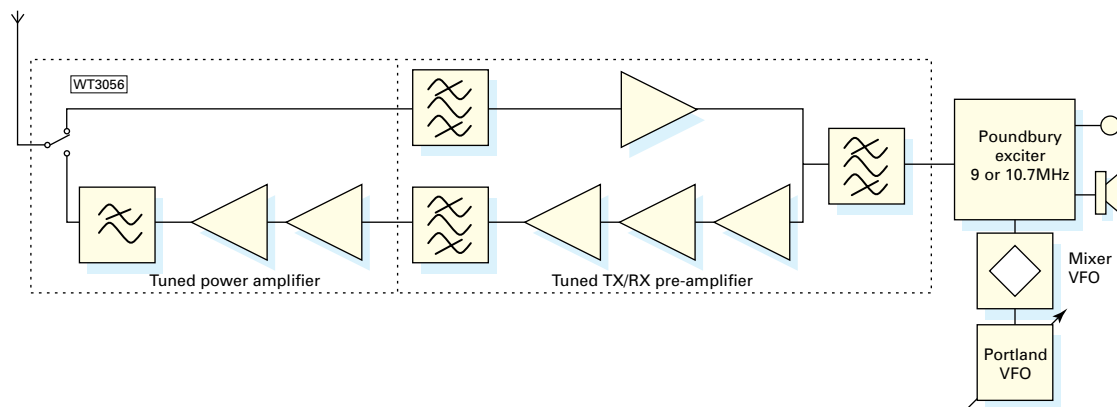 WT3056
Poundbury
exciter
9 or 10.7MHz
Tuned power amplifier
Tuned TX/RX pre-amplifier
Mixer
VFO
Portland
VFO